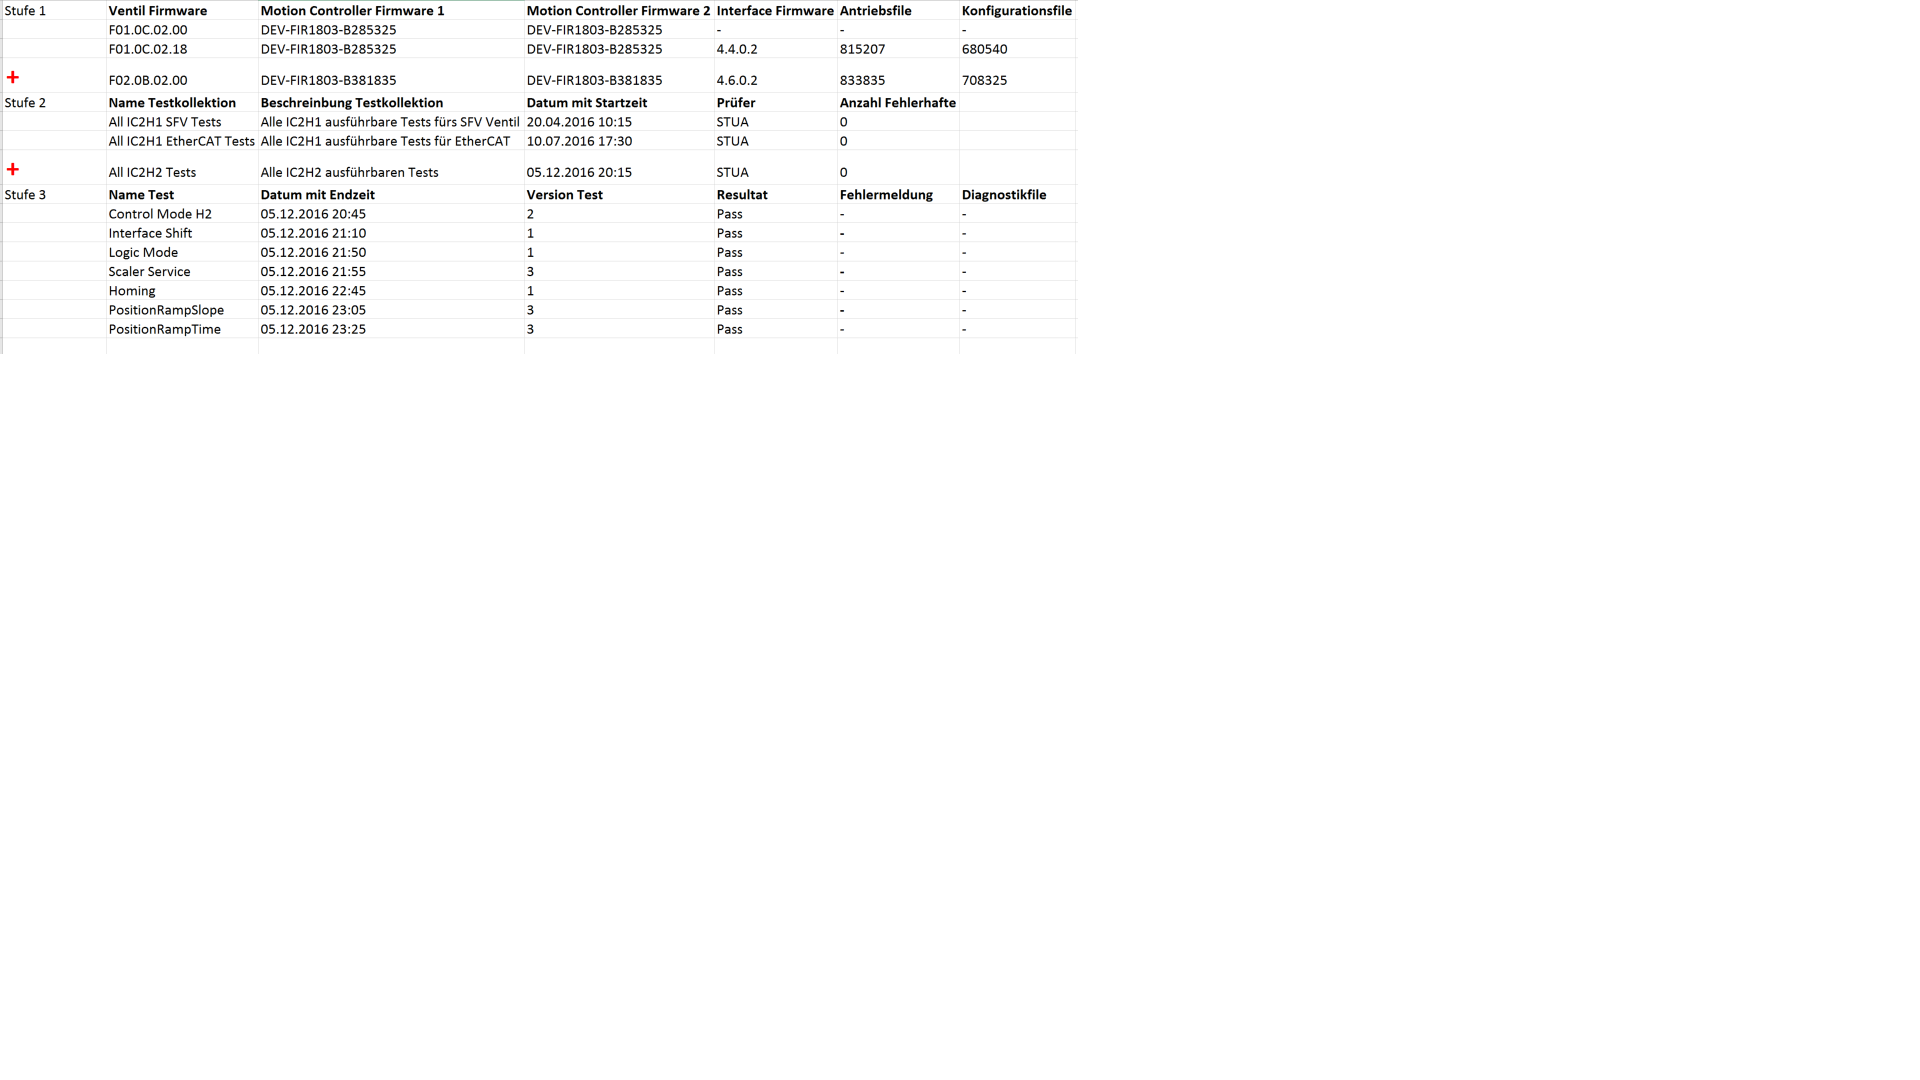 Stufe 1 Ventil Firmware Motion Controller Firmware 1 Motion Controller Firmware 2 Interface Firmware Antriebsfile Konfigurationsfile
F01.0C.02.00 DEV-FIR1803-B285325 DEV-FIR1803-B285325 - - -
F01.0C.02.18 DEV-FIR1803-B285325 DEV-FIR1803-B285325 4.4.0.2 815207 680540
+ F02.0B.02.00 DEV-FIR1803-B381835 DEV-FIR1803-B381835 4.6.0.2 833835 708325
Stufe 2 Name Testkollektion Beschreinbung Testkollektion Datum mit Startzeit Prüfer Anzahl Fehlerhafte
All IC2H1 SFV Tests Alle IC2H1 ausführbare Tests fürs SFV Ventil 20.04.2016 10:15 STUA 0
All IC2H1 EtherCAT Tests Alle IC2H1 ausführbare Tests für EtherCAT 10.07.2016 17:30 STUA 0
+ All IC2H2 Tests Alle IC2H2 ausführbaren Tests 05.12.2016 20:15 STUA 0
Stufe 3 Name Test Datum mit Endzeit Version Test Resultat Fehlermeldung Diagnostikfile
Control Mode H2 05.12.2016 20:45 2 Pass - -
Interface Shift 05.12.2016 21:10 1 Pass - -
Logic Mode 05.12.2016 21:50 1 Pass - -
Scaler Service 05.12.2016 21:55 3 Pass - -
Homing 05.12.2016 22:45 1 Pass - -
PositionRampSlope 05.12.2016 23:05 3 Pass - -
PositionRampTime 05.12.2016 23:25 3 Pass - -